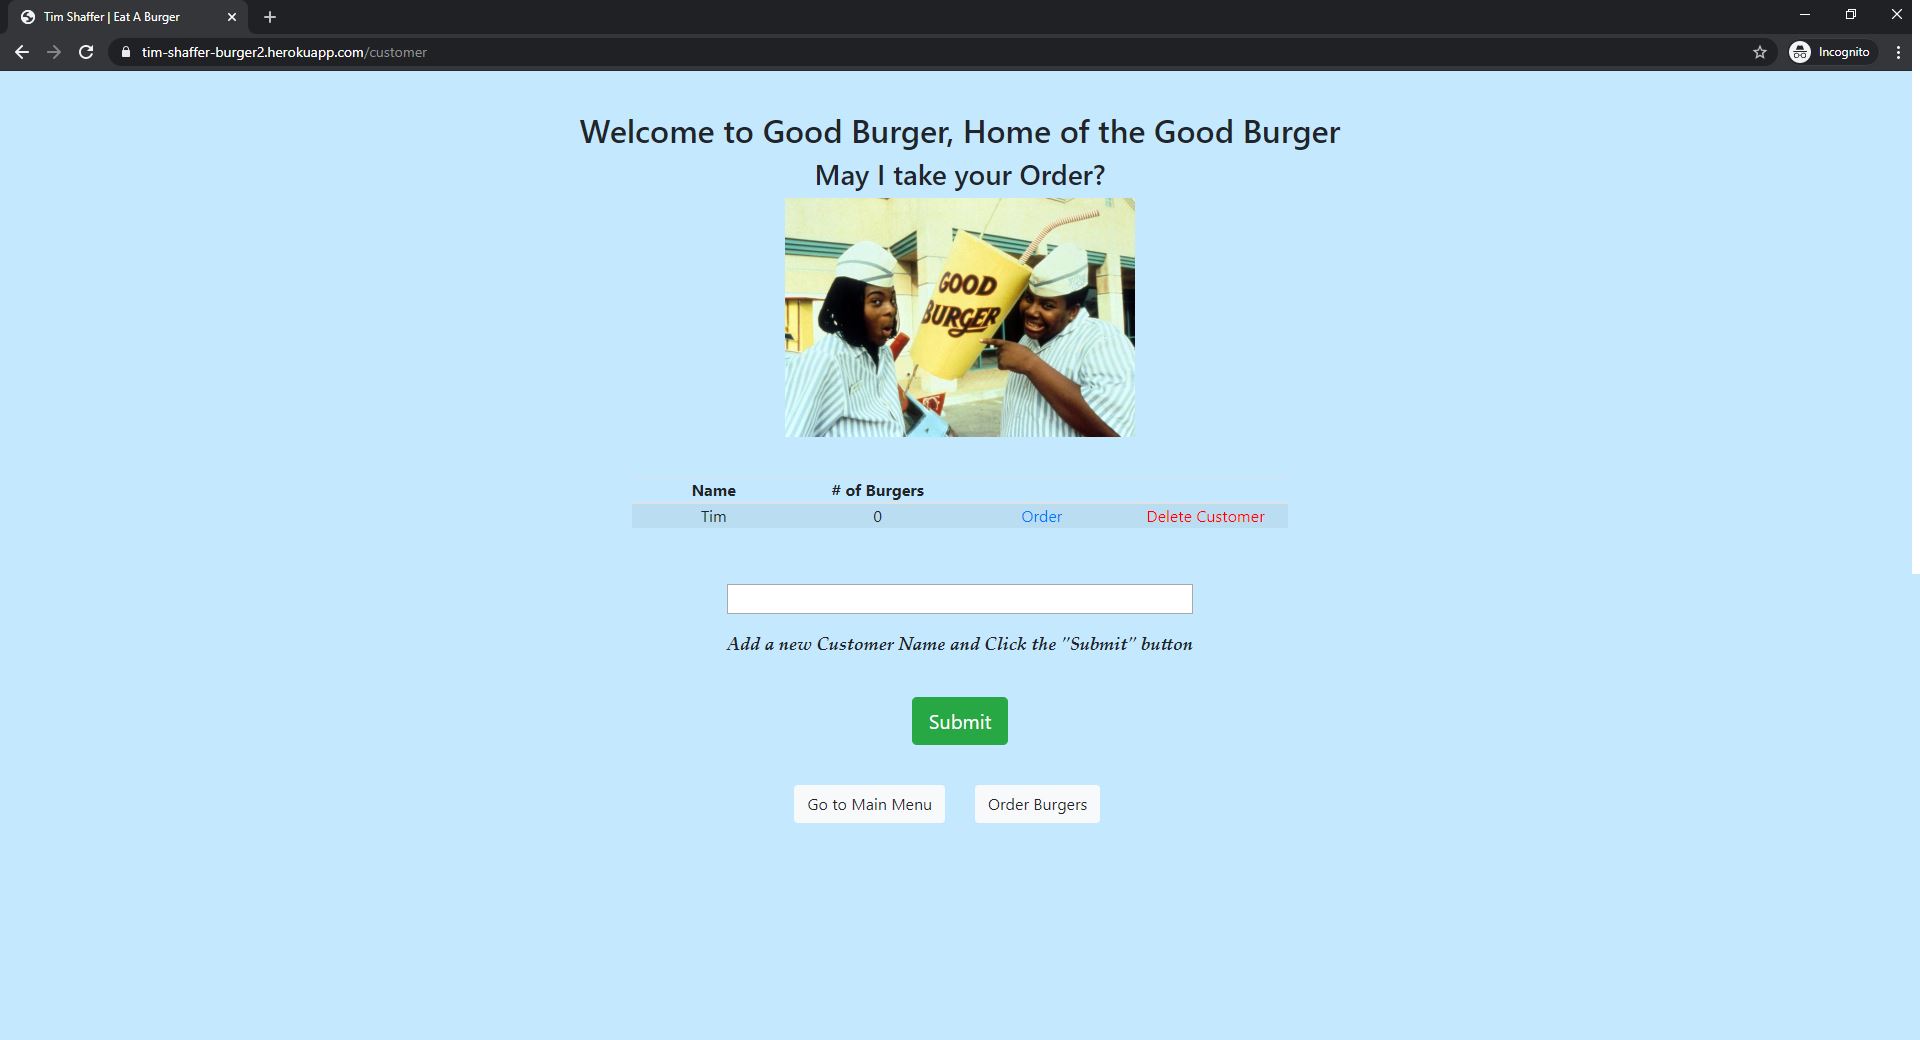 Tim Shaffer | Eat A Burger
tim-shaffer-burger2.herokuapp.com/customer
Incognito
Welcome to Good Burger, Home of the Good Burger
May I take your Order?
GOOD
BURGER
Name # of Burgers
Tim 0 Order Delete Customer
Add a new Customer Name and Click the "Submit" button
Submit
Go to Main Menu Order Burgers